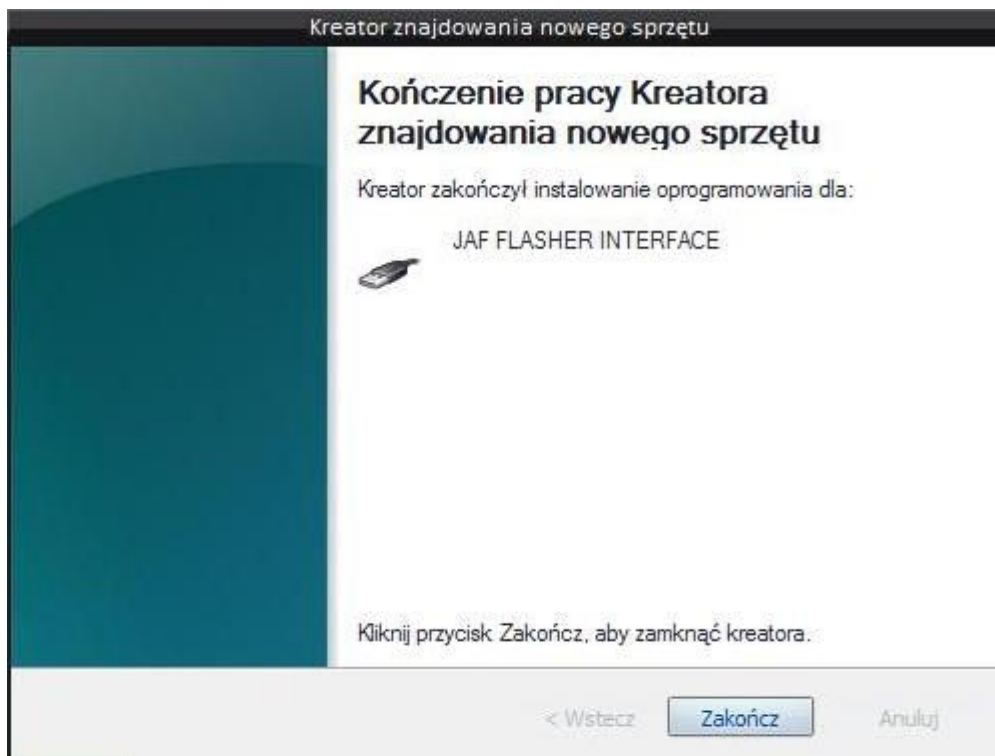 Kreator znajdowania nowego sprzętu
Kończenie pracy Kreatora
znajdowania nowego sprzętu
Kreator zakończył instalowanie oprogramowania dla:
JAF FLASHER INTERFACE
Kliknij przycisk Zakończ, aby zamknąć kreatora.
< Wstecz
Zakończ
Anuluj